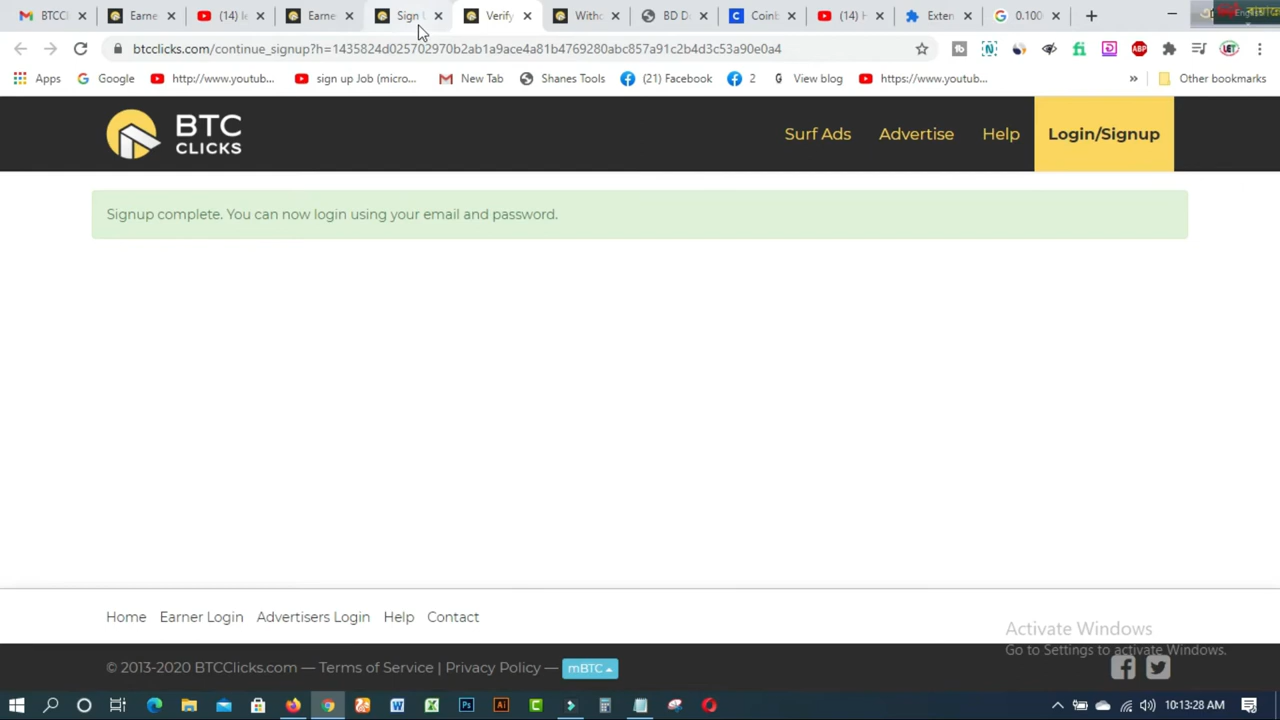 BTCCl Earne (14) Earne Sign Verify BD D Coinb (14) H Exten 0.100
btcclicks.com/continue_signup?h=1435824d025702970b2ab1a9ace4a81b4769280abc857a91c2b4d3c53a90e0a4
Apps Google http://www.youtub... sign up Job (micro... New Tab Shanes Tools (21) Facebook 2 View blog https://www.youtub... » Other bookmarks
BTC
CLICKS
Surf Ads Advertise Help Login/Signup
Signup complete. You can now login using your email and password.
Home Earner Login Advertisers Login Help Contact
Activate Windows
Go to Settings to activate Windows.
© 2013-2020 BTCClicks.com — Terms of Service | Privacy Policy — mBTC
10:13:28 AM